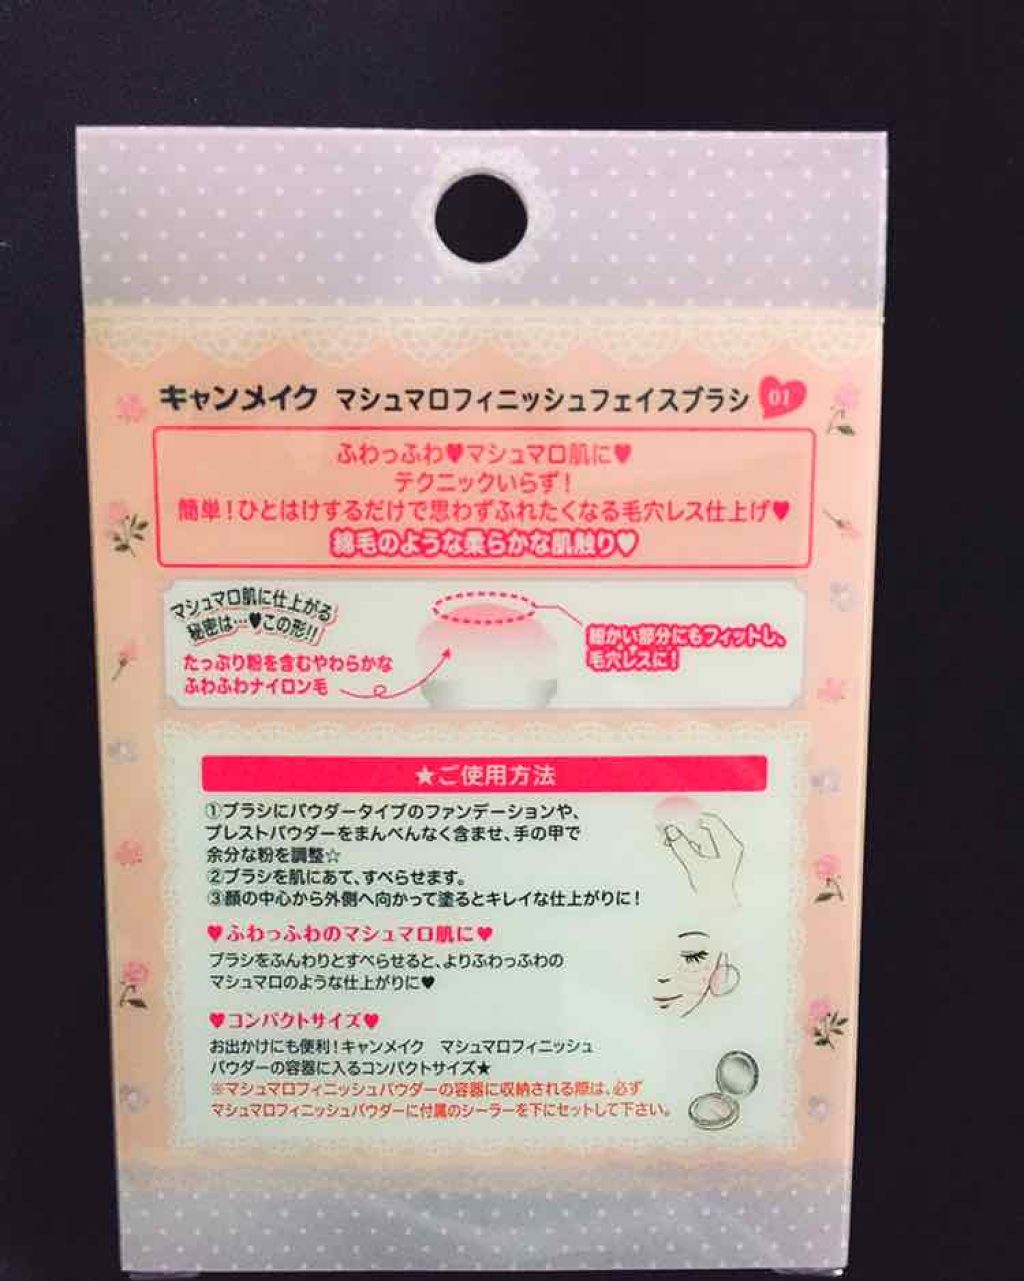 キャンメイク マシュマロフィニッシュフェイスブラシ 01
ふわっふわ♥マシュマロ肌に♥
テクニックいらず！
簡単！ひとはけするだけで思わずふれたくなる毛穴レス仕上げ♥
綿毛のような柔らかな肌触り♥
マシュマロ肌に仕上がる
秘密は…♥この形!!
たっぷり粉を含むやわらかな
ふわふわナイロン毛
細かい部分にもフィットし、
毛穴レスに！
★ご使用方法
①ブラシにパウダータイプのファンデーションや、
プレストパウダーをまんべんなく含ませ、手の甲で
余分な粉を調整☆
②ブラシを肌にあて、すべらせます。
③顔の中心から外側へ向かって塗るとキレイな仕上がりに！
♥ふわっふわのマシュマロ肌に♥
ブラシをふんわりとすべらせると、よりふわっふわの
マシュマロのような仕上がりに♥
♥コンパクトサイズ♥
お出かけにも便利！キャンメイク　マシュマロフィニッシュ
パウダーの容器に入るコンパクトサイズ★
※マシュマロフィニッシュパウダーの容器に収納される際は、必ず
マシュマロフィニッシュパウダーに付属のシーラーを下にセットして下さい。